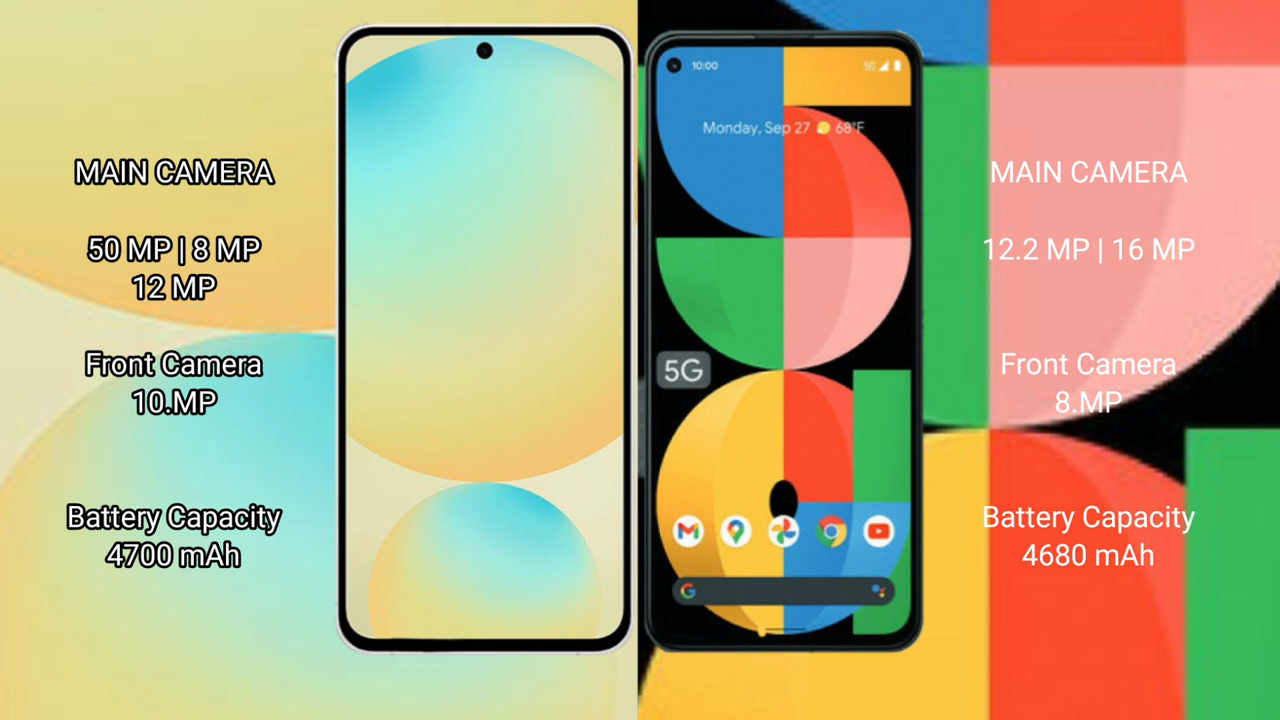 MAIN CAMERA
50 MP | 8 MP
12 MP
Front Camera
10.MP
Battery Capacity
4700 mAh
10:00
5G
Monday, Sep 27 68°F
5G
G
MAIN CAMERA
12.2 MP | 16 MP
Front Camera
8.MP
Battery Capacity
4680 mAh